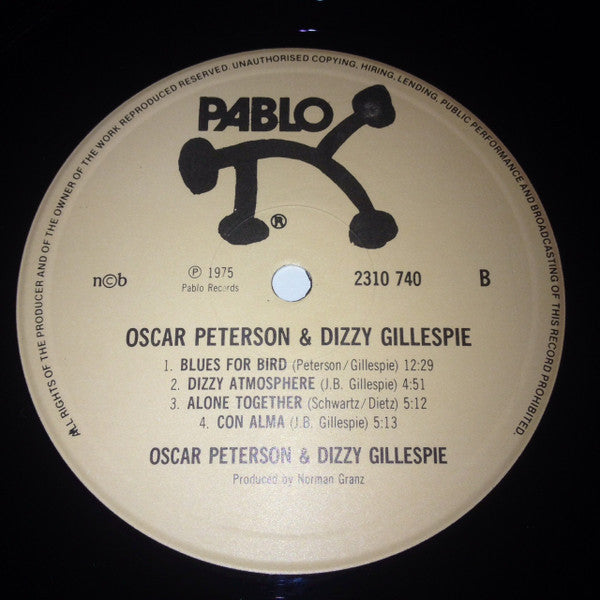 ALL RIGHTS OF THE PRODUCER AND OF THE OWNER OF THE WORK REPRODUCED RESERVED. UNAUTHORISED COPYING, HIRING, LENDING, PUBLIC PERFORMANCE AND BROADCASTING OF THIS RECORD PROHIBITED.
PABLO
®
n©b
℗ 1975
Pablo Records
2310 740
B
OSCAR PETERSON & DIZZY GILLESPIE
1. BLUES FOR BIRD (Peterson/Gillespie) 12:29
2. DIZZY ATMOSPHERE (J.B. Gillespie) 4:51
3. ALONE TOGETHER (Schwartz/Dietz) 5:12
4. CON ALMA (J.B. Gillespie) 5:13
OSCAR PETERSON & DIZZY GILLESPIE
Produced by Norman Granz